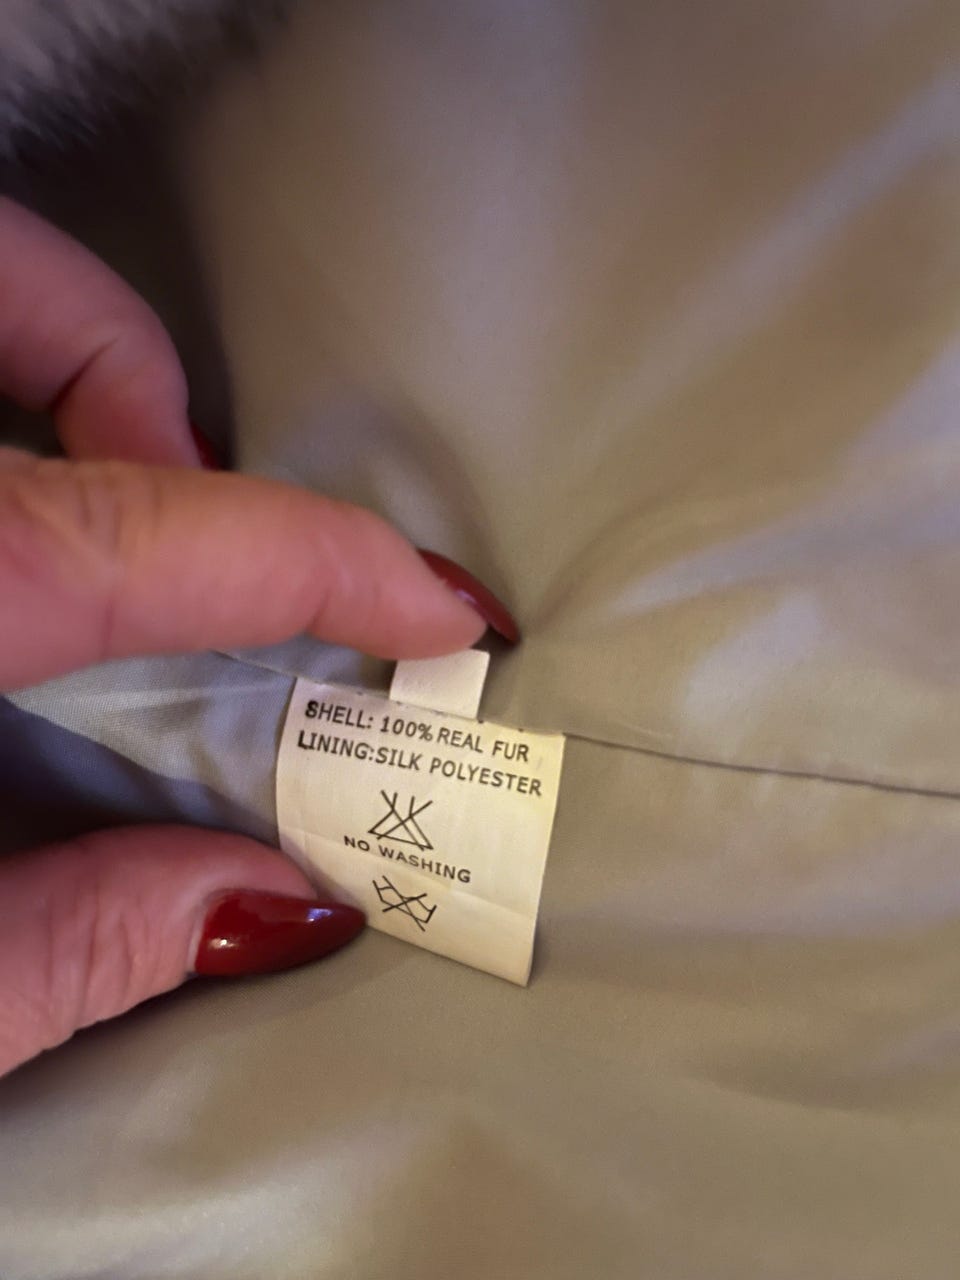 SHELL: 100% REAL FUR
LINING:SILK POLYESTER
NO WASHING